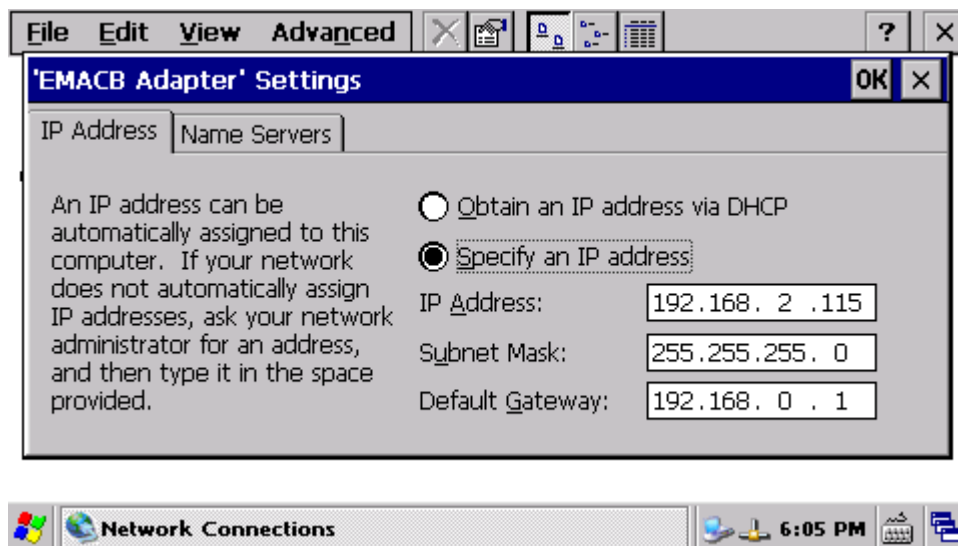 File Edit View Advanced ?
'EMACB Adapter' Settings OK
IP Address Name Servers
An IP address can be
automatically assigned to this
computer. If your network
does not automatically assign
IP addresses, ask your network
administrator for an address,
and then type it in the space
provided.
Obtain an IP address via DHCP
Specify an IP address
IP Address: 192.168. 2 .115
Subnet Mask: 255.255.255. 0
Default Gateway: 192.168. 0 . 1
Network Connections 6:05 PM